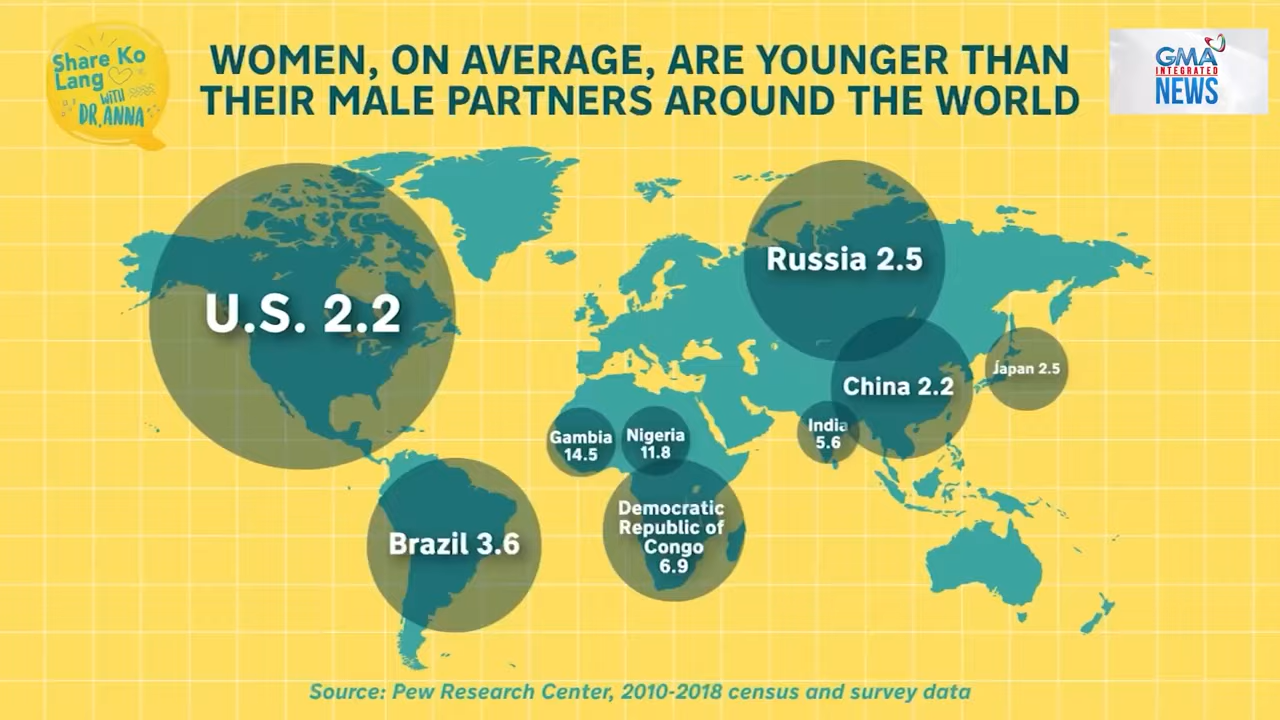 Share Ko
Lang
WITH
DR. ANNA
WOMEN, ON AVERAGE, ARE YOUNGER THAN
THEIR MALE PARTNERS AROUND THE WORLD
GMA
INTEGRATED
NEWS
U.S. 2.2
Russia 2.5
China 2.2
Japan 2.5
India
5.6
Gambia
14.5
Nigeria
11.8
Brazil 3.6
Democratic
Republic of
Congo
6.9
Source: Pew Research Center, 2010-2018 census and survey data